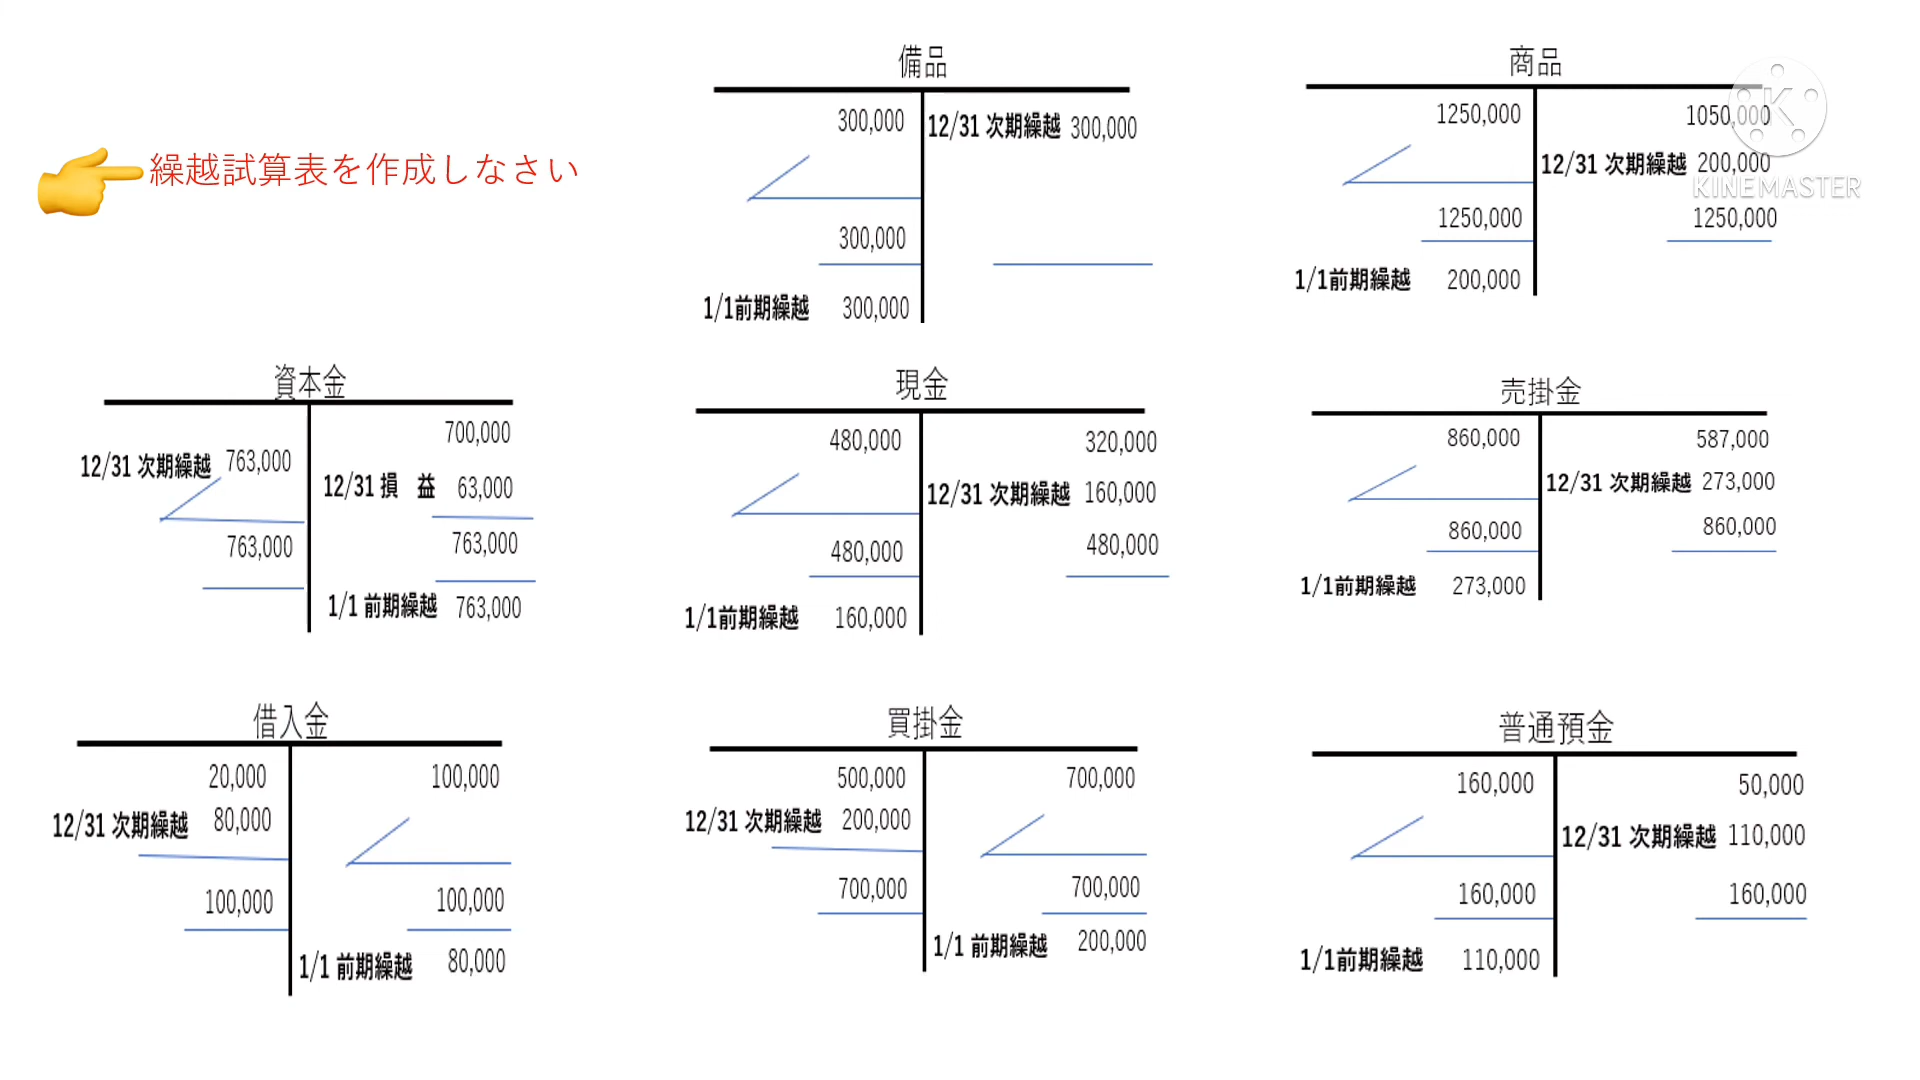 繰越試算表を作成しなさい
備品
300,000
12/31 次期繰越 300,000
300,000
1/1前期繰越 300,000
商品
1250,000
1050,000
12/31 次期繰越 200,000
1250,000
1250,000
1/1前期繰越 200,000
KINEMASTER
資本金
700,000
12/31 次期繰越 763,000
12/31 損 益 63,000
763,000
763,000
1/1 前期繰越 763,000
現金
480,000
320,000
12/31 次期繰越 160,000
480,000
480,000
1/1前期繰越 160,000
売掛金
860,000
587,000
12/31 次期繰越 273,000
860,000
860,000
1/1前期繰越 273,000
借入金
20,000
100,000
12/31 次期繰越 80,000
100,000
100,000
1/1 前期繰越 80,000
買掛金
500,000
700,000
12/31 次期繰越 200,000
700,000
700,000
1/1 前期繰越 200,000
普通預金
160,000
50,000
12/31 次期繰越 110,000
160,000
160,000
1/1前期繰越 110,000